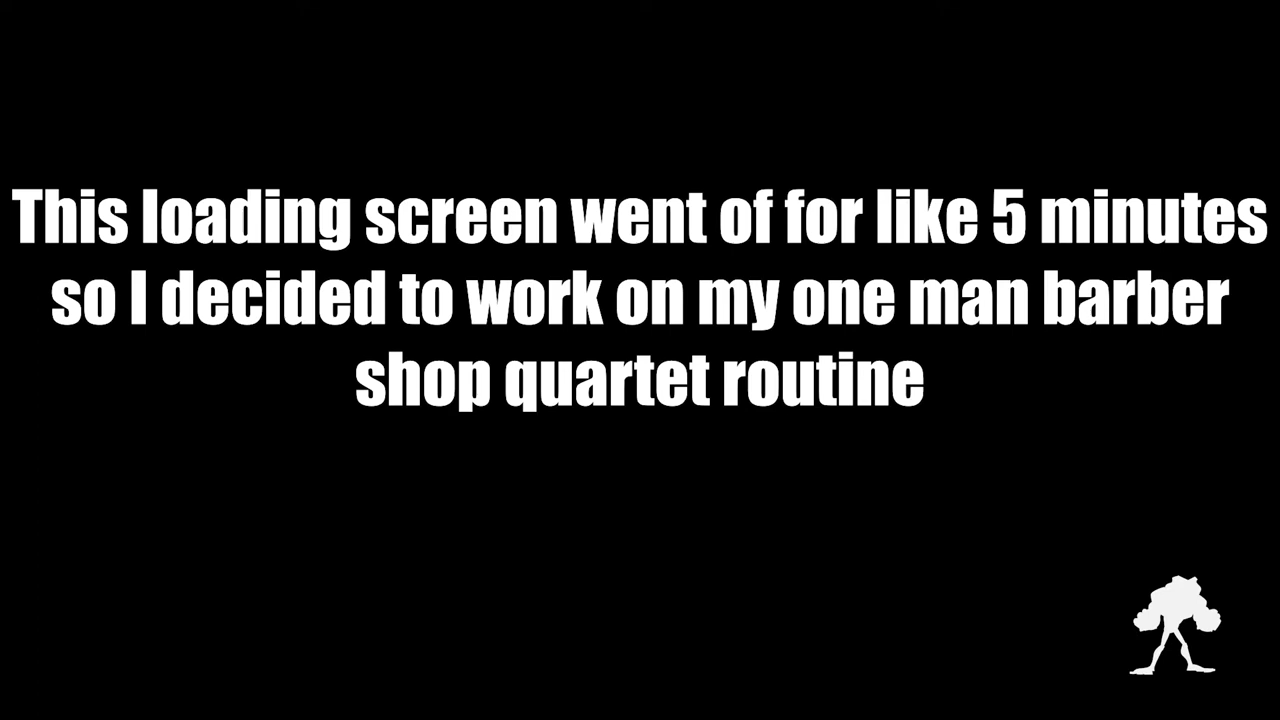 This loading screen went of for like 5 minutes
so I decided to work on my one man barber
shop quartet routine